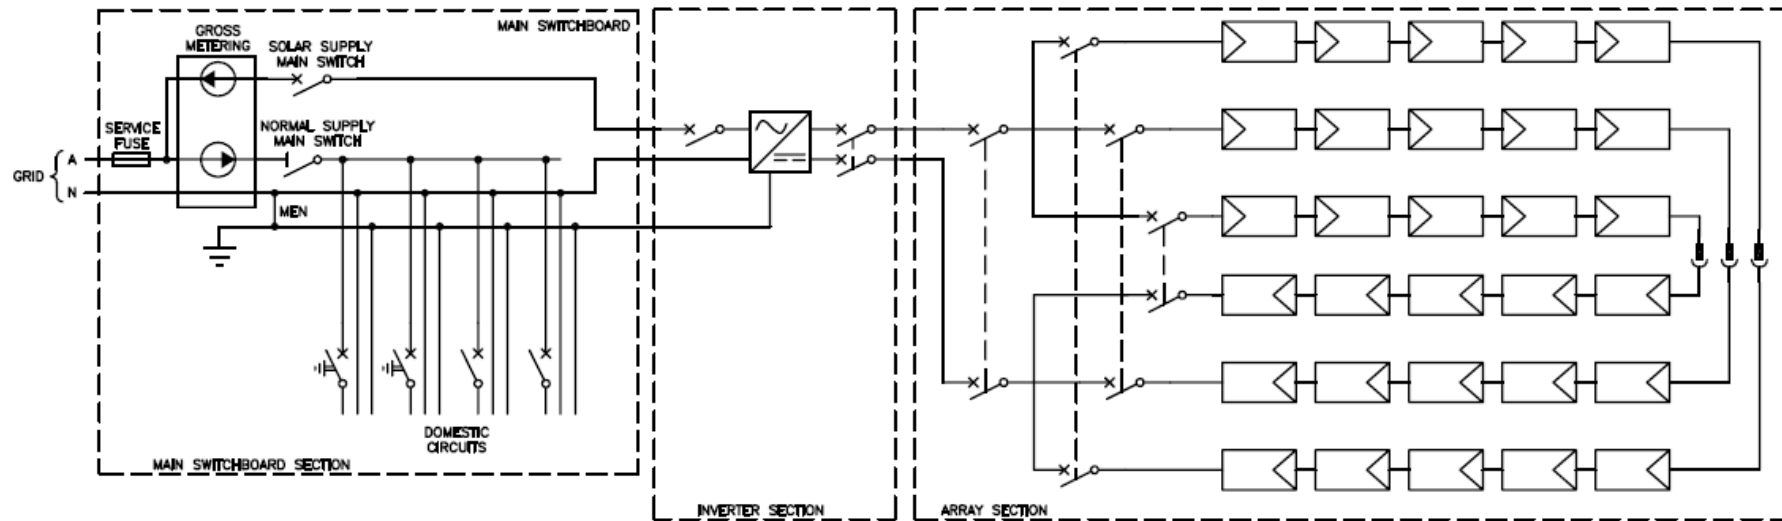 MAIN SWITCHBOARD
GROSS
METERING
SOLAR SUPPLY
MAIN SWITCH
SERVICE
FUSE
NORMAL SUPPLY
MAIN SWITCH
GRID
A
N
MEN
DOMESTIC
CIRCUITS
MAIN SWITCHBOARD SECTION
INVERTER SECTION
ARRAY SECTION